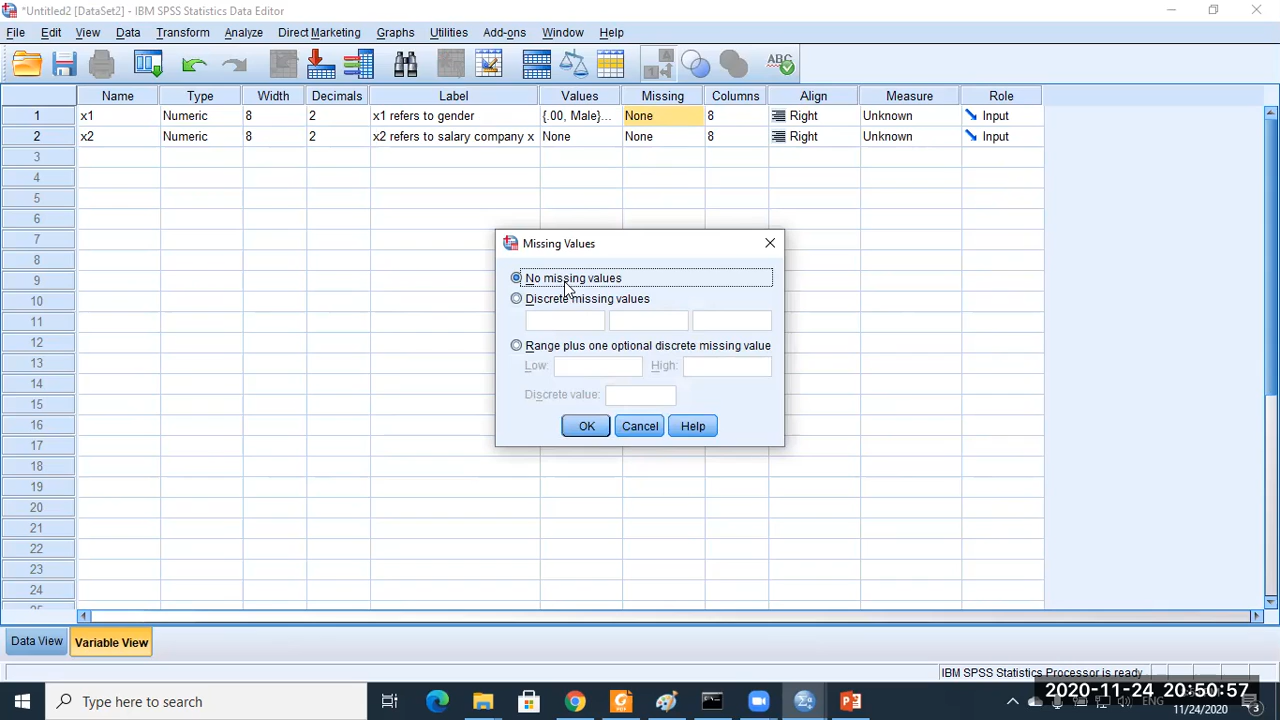 *Untitled2 [DataSet2] - IBM SPSS Statistics Data Editor
File Edit View Data Transform Analyze Direct Marketing Graphs Utilities Add-ons Window Help
A
14
ABC
Name Type Width Decimals Label Values Missing Columns Align Measure Role
1 x1 Numeric 8 2 x1 refers to gender {.00, Male}... None 8 Right Unknown Input
2 x2 Numeric 8 2 x2 refers to salary company x None None 8 Right Unknown Input
3
4
5
6
7
8
9
10
11
12
13
14
15
16
17
18
19
20
21
22
23
24
Missing Values
No missing values
Discrete missing values
Range plus one optional discrete missing value
Low: High:
Discrete value:
OK Cancel Help
Data View Variable View
IBM SPSS Statistics Processor is ready
Type here to search
ENG
2020-11-24 20:50:57
11/24/2020
3